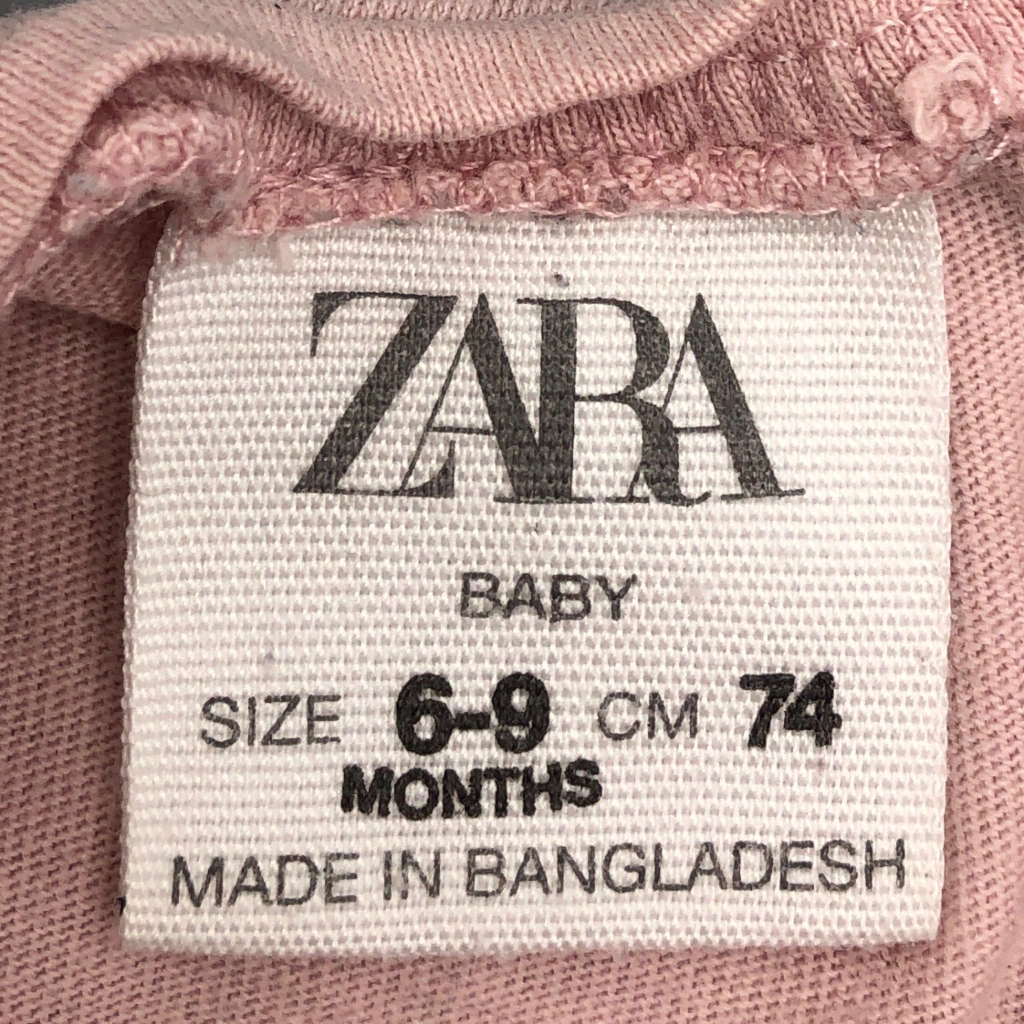 ZARA
BABY
SIZE 6-9 CM 74
MONTHS
MADE IN BANGLADESH